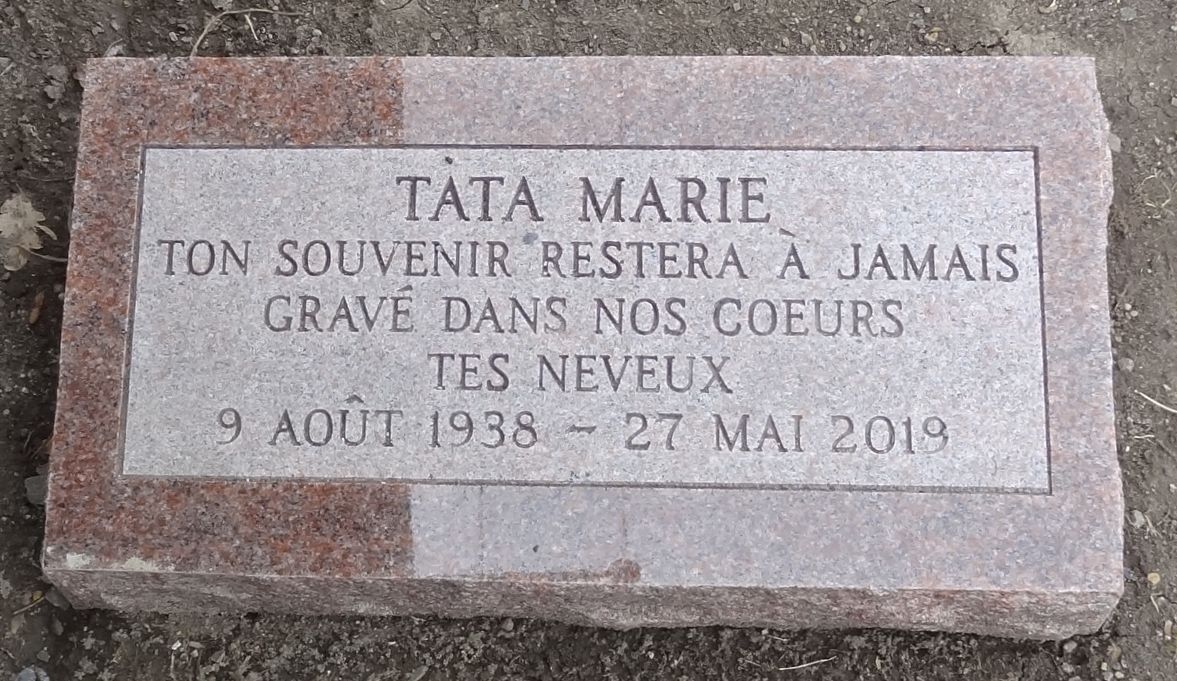 TATA MARIE
TON SOUVENIR RESTERA À JAMAIS
GRAVÉ DANS NOS COEURS
TES NEVEUX
9 AOÛT 1938 ~ 27 MAI 2019